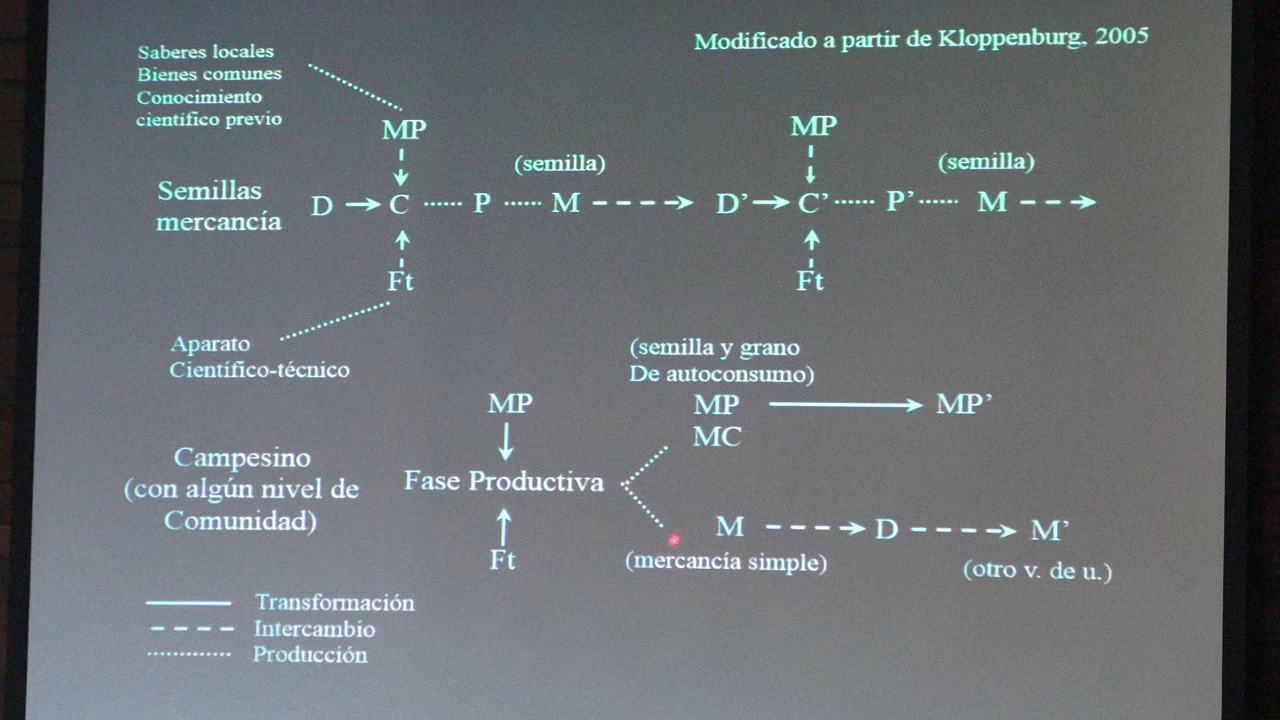 Modificado a partir de Kloppenburg, 2005
Saberes locales
Bienes comunes
Conocimiento
científico previo
MP
MP
(semilla)
(semilla)
Semillas
mercancía
D C P M D’ C’ P’ M
Ft
Ft
Aparato
Científico-técnico
(semilla y grano
De autoconsumo)
MP
MP
MP’
MC
Campesino
(con algún nivel de
Comunidad)
Fase Productiva
M D M’
Ft
(mercancía simple)
(otro v. de u.)
Transformación
Intercambio
Producción